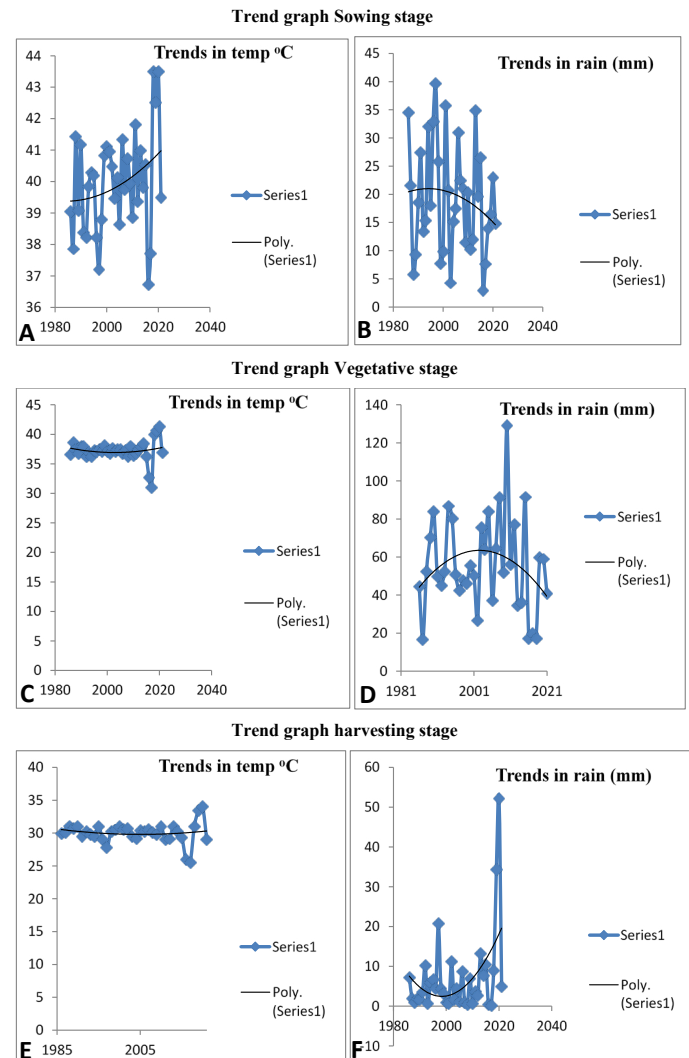 Trend graph Sowing stage
Trends in temp °C
44
43
42
41
40
39
38
37
36
1980 2000 2020 2040
Series1
Poly.
(Series1)
A
Trends in rain (mm)
45
40
35
30
25
20
15
10
5
0
1980 2000 2020 2040
Series1
Poly.
(Series1)
B
Trend graph Vegetative stage
Trends in temp °C
45
40
35
30
25
20
15
10
5
0
1980 2000 2020 2040
Series1
Poly.
(Series1)
C
Trends in rain (mm)
140
120
100
80
60
40
20
0
1981 2001 2021
Series1
Poly.
(Series1)
D
Trend graph harvesting stage
Trends in temp °C
40
35
30
25
20
15
10
5
0
1985 2005
Series1
Poly.
(Series1)
E
Trends in rain (mm)
60
50
40
30
20
10
0
-10
1980 2000 2020 2040
Series1
Poly.
(Series1)
F